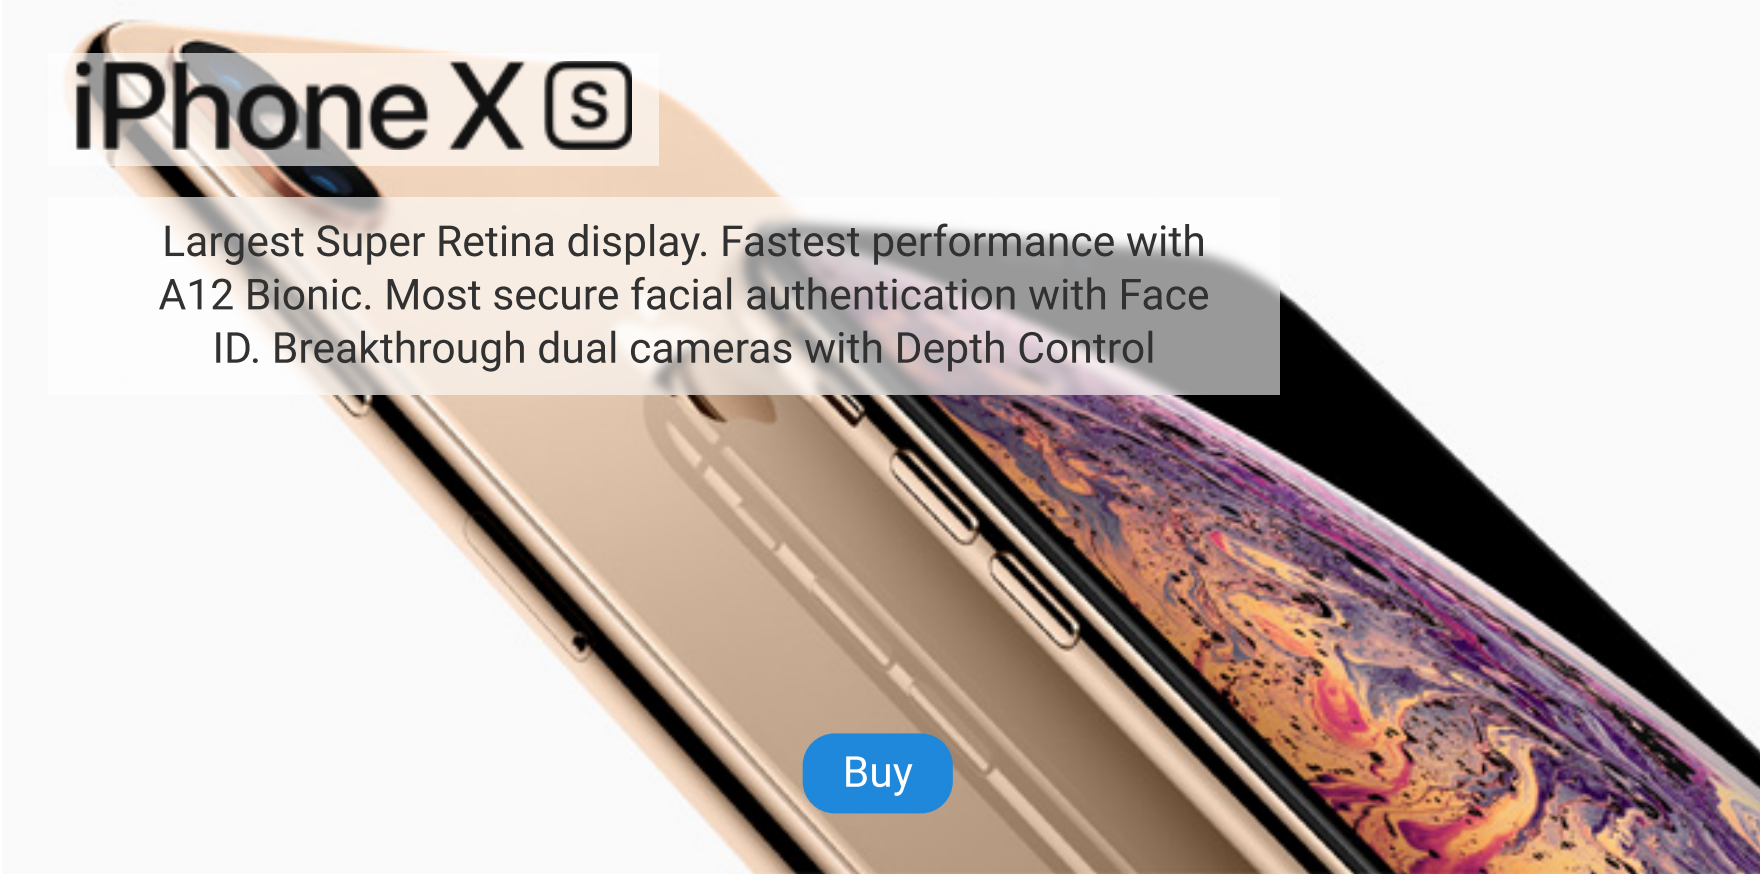 iPhone XS
Largest Super Retina display. Fastest performance with
A12 Bionic. Most secure facial authentication with Face
ID. Breakthrough dual cameras with Depth Control
Buy